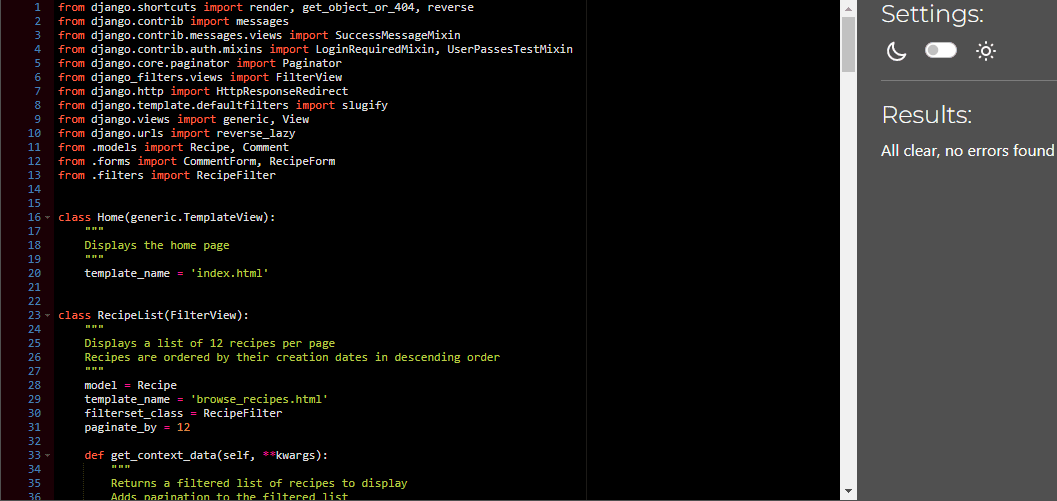 1 from django.shortcuts import render, get_object_or_404, reverse
2 from django.contrib import messages
3 from django.contrib.messages.views import SuccessMessageMixin
4 from django.contrib.auth.mixins import LoginRequiredMixin, UserPassesTestMixin
5 from django.core.paginator import Paginator
6 from django_filters.views import FilterView
7 from django.http import HttpResponseRedirect
8 from django.template.defaultfilters import slugify
9 from django.views import generic, View
10 from django.urls import reverse_lazy
11 from .models import Recipe, Comment
12 from .forms import CommentForm, RecipeForm
13 from .filters import RecipeFilter
14
15
16 class Home(generic.TemplateView):
17     """
18     Displays the home page
19     """
20     template_name = 'index.html'
21
22
23 class RecipeList(FilterView):
24     """
25     Displays a list of 12 recipes per page
26     Recipes are ordered by their creation dates in descending order
27     """
28     model = Recipe
29     template_name = 'browse_recipes.html'
30     filterset_class = RecipeFilter
31     paginate_by = 12
32
33     def get_context_data(self, **kwargs):
34         """
35         Returns a filtered list of recipes to display
36         Adds pagination to the filtered list
Settings:
Results:
All clear, no errors found